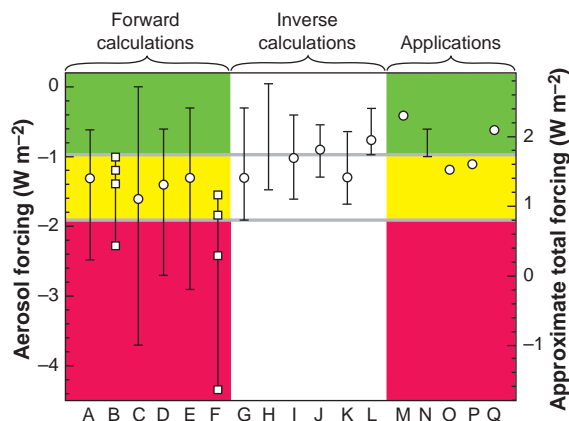 Forward
calculations
Inverse
calculations
Applications
Aerosol forcing (W m–2)
0
–1
–2
–3
–4
2
1
0
–1
Approximate total forcing (W m–2)
A B C D E F G H I J K L M N O P Q